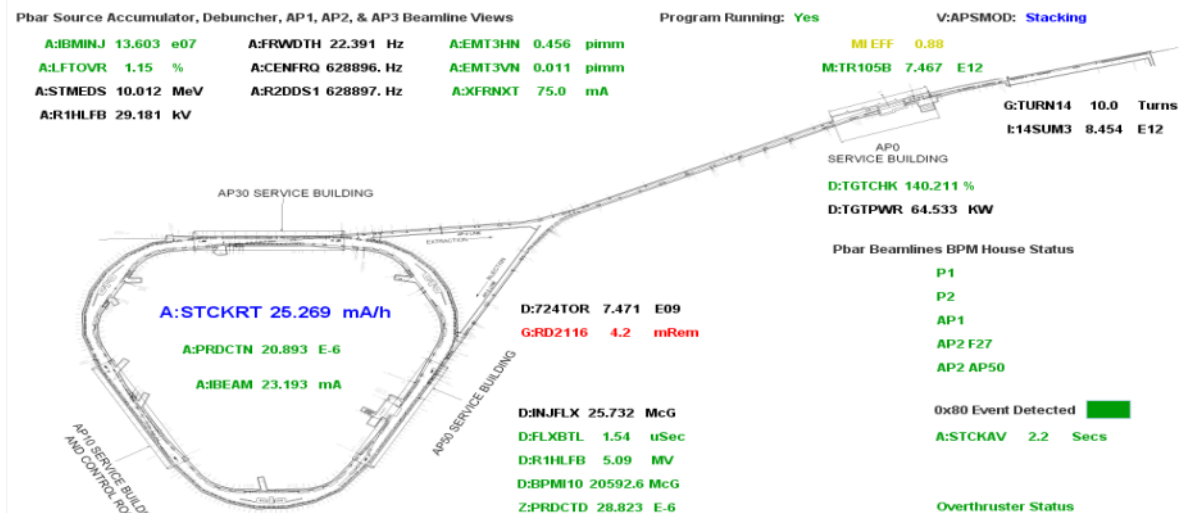 Pbar Source Accumulator, Debuncher, AP1, AP2, & AP3 Beamline Views
Program Running: Yes
V:APSMOD: Stacking
A:IBMINJ 13.603 e07
A:FRWDTH 22.391 Hz
A:EMT3HN 0.456 pimm
MI EFF 0.88
A:LFTOVR 1.15 %
A:CENFRQ 628896. Hz
A:EMT3VN 0.011 pimm
M:TR105B 7.467 E12
A:STMEDS 10.012 MeV
A:R2DDS1 628897. Hz
A:XFRNXT 75.0 mA
A:R1HLFB 29.181 kV
G:TURN14 10.0 Turns
I:14SUM3 8.454 E12
AP0
SERVICE BUILDING
D:TGTCHK 140.211 %
D:TGTPWR 64.533 KW
AP30 SERVICE BUILDING
EXTRACTION
INJECTION
Pbar Beamlines BPM House Status
P1
P2
AP1
AP2 F27
AP2 AP50
A:STCKRT 25.269 mA/h
A:PRDCTN 20.893 E-6
A:IBEAM 23.193 mA
D:724TOR 7.471 E09
G:RD2116 4.2 mRem
AP50 SERVICE BUILDING
AP10 SERVICE BUILDING
AND CONTROL RO
D:INJFLX 25.732 McG
D:FLXBTL 1.54 uSec
D:R1HLFB 5.09 MV
D:BPMI10 20592.6 McG
Z:PRDCTD 28.823 E-6
0x80 Event Detected
A:STCKAV 2.2 Secs
Overthruster Status